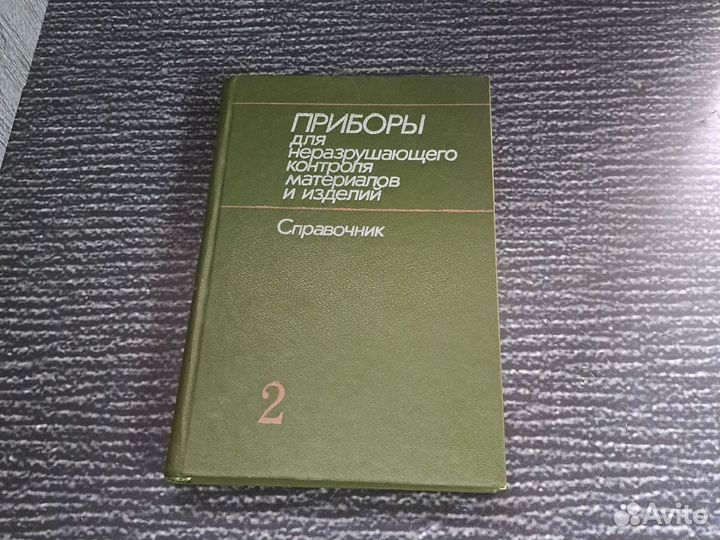 ПРИБОРЫ
для
неразрушающего
контроля
материалов
и изделий
Справочник
2
Avito